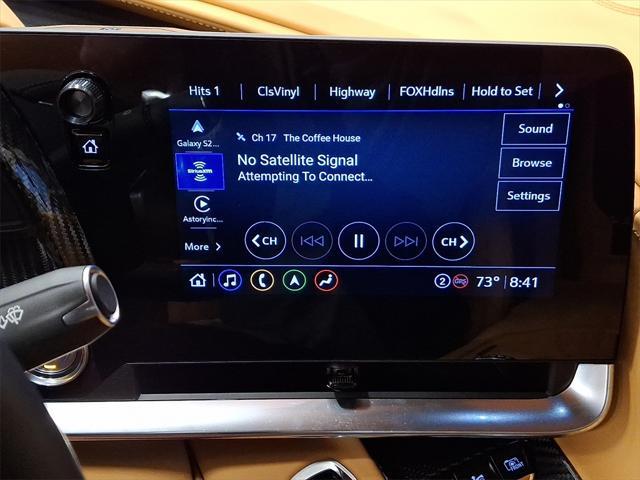 Hits 1 ClsVinyl Highway FOXHdlns Hold to Set
Galaxy S2...
Ch 17 The Coffee House
Sound
SiriusXM
No Satellite Signal
Attempting To Connect...
Browse
Settings
Astoryinc...
More
CH
CH
2
73° 8:41
FRONT